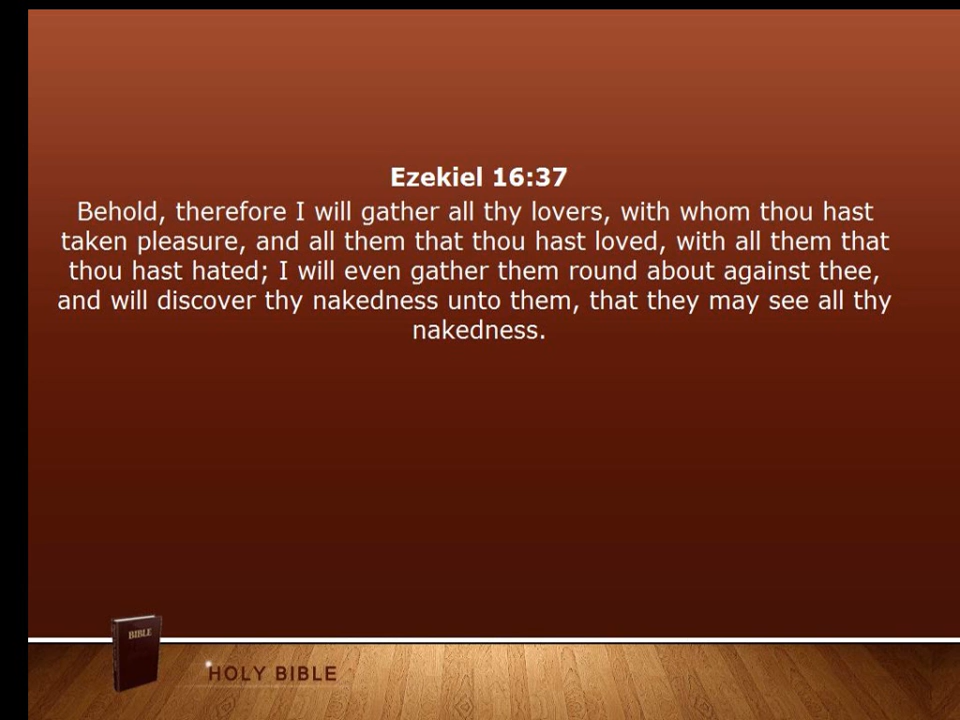 Ezekiel 16:37
Behold, therefore I will gather all thy lovers, with whom thou hast
taken pleasure, and all them that thou hast loved, with all them that
thou hast hated; I will even gather them round about against thee,
and will discover thy nakedness unto them, that they may see all thy
nakedness.
BIBLE
HOLY BIBLE